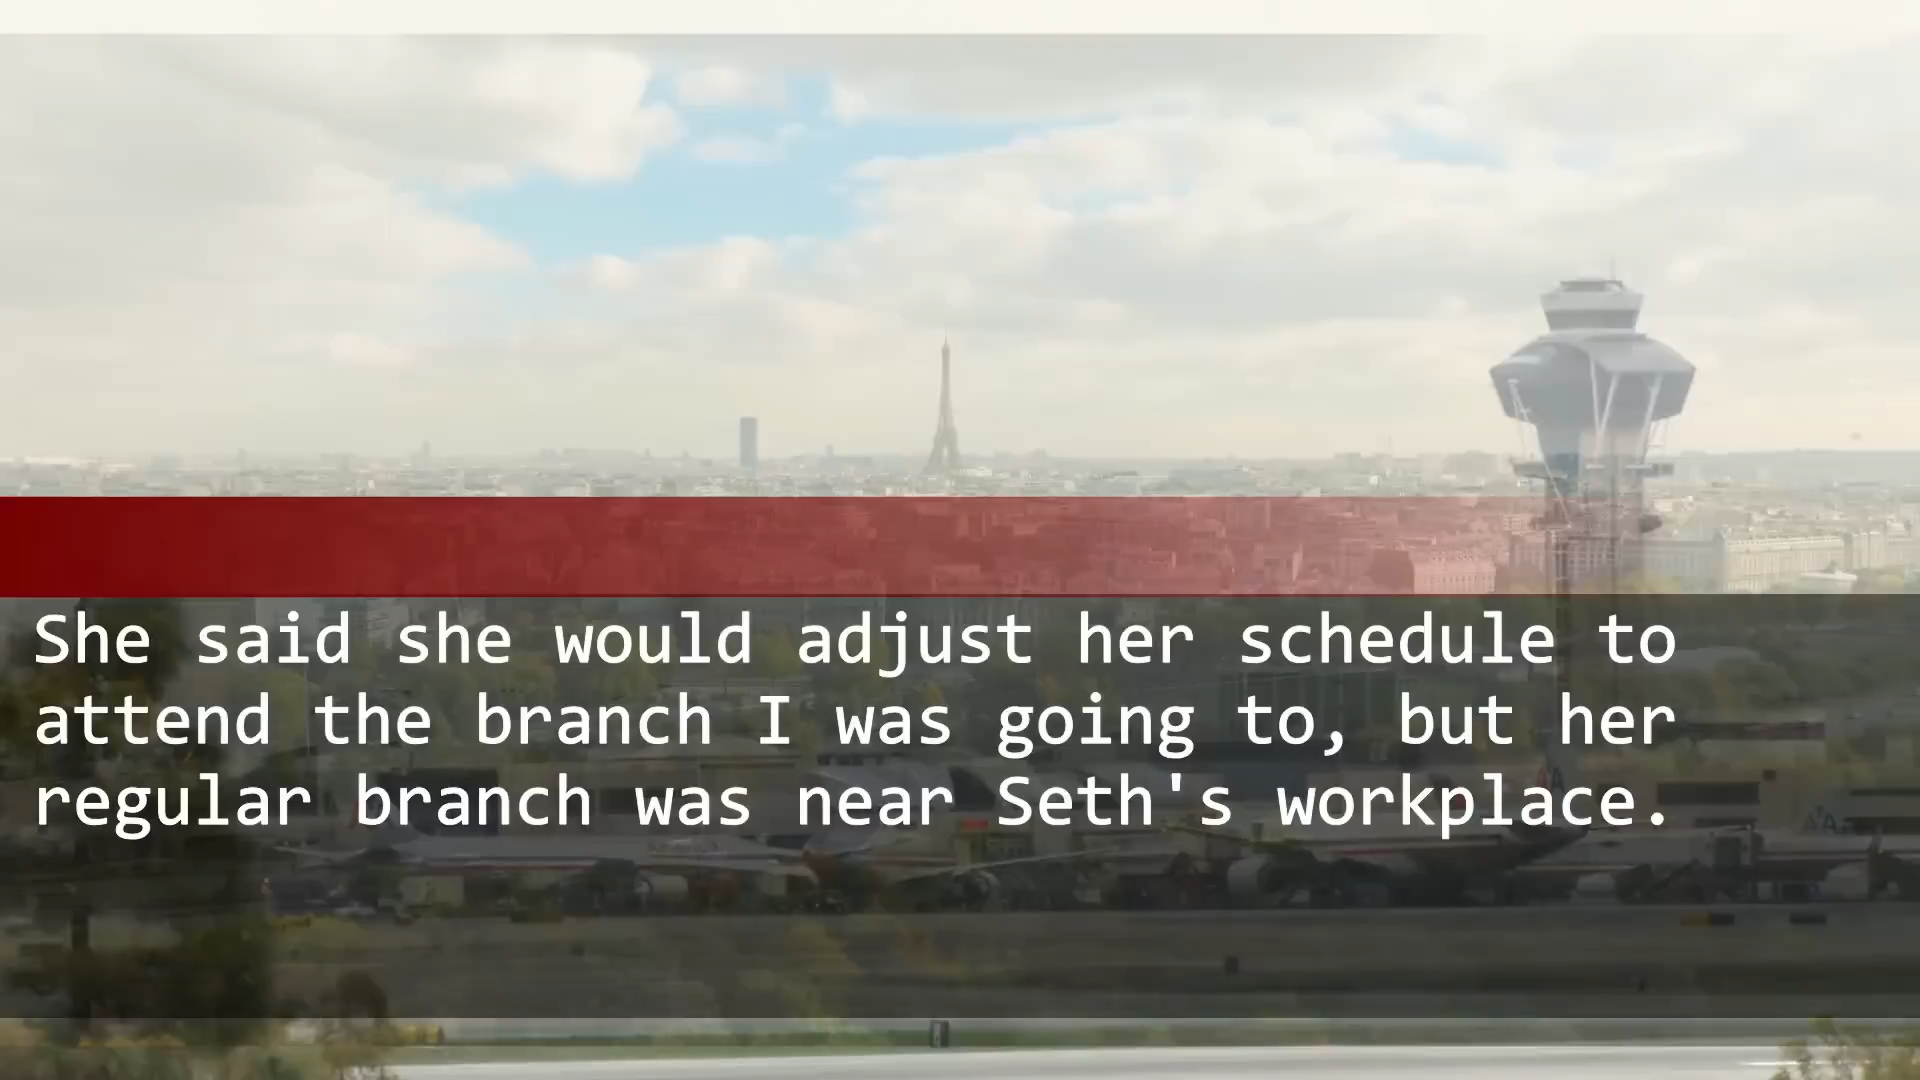 She said she would adjust her schedule to
attend the branch I was going to, but her
regular branch was near Seth's workplace.